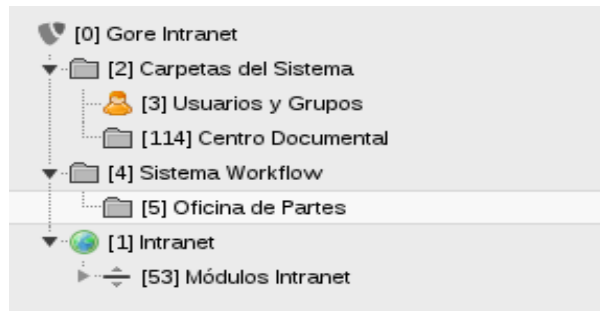 [0] Gore Intranet
[2] Carpetas del Sistema
[3] Usuarios y Grupos
[114] Centro Documental
[4] Sistema Workflow
[5] Oficina de Partes
[1] Intranet
[53] Módulos Intranet